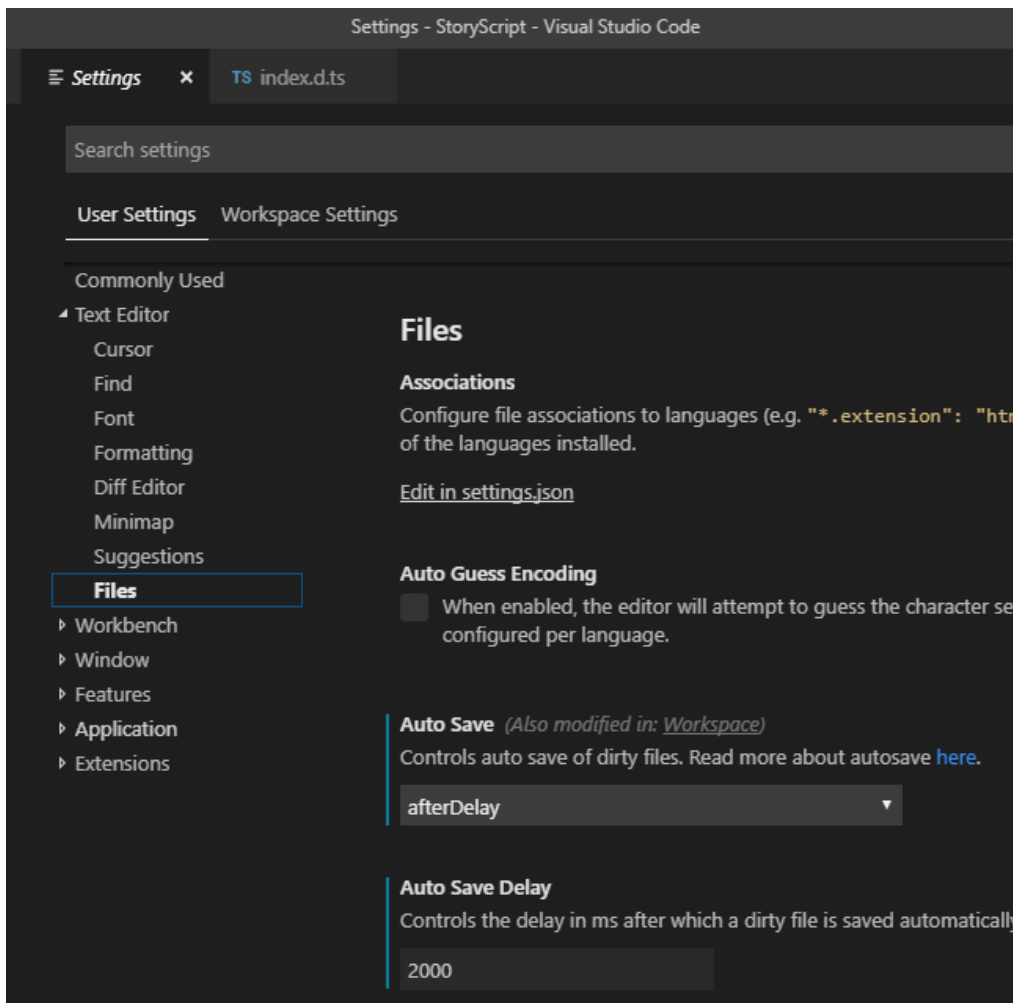 Settings - StoryScript - Visual Studio Code
Settings
TS index.d.ts
Search settings
User Settings Workspace Settings
Commonly Used
Text Editor
Cursor
Find
Font
Formatting
Diff Editor
Minimap
Suggestions
Files
Workbench
Window
Features
Application
Extensions
Files
Associations
Configure file associations to languages (e.g. "*.extension": "htm
of the languages installed.
Edit in settings.json
Auto Guess Encoding
When enabled, the editor will attempt to guess the character se
configured per language.
Auto Save (Also modified in: Workspace)
Controls auto save of dirty files. Read more about autosave here.
afterDelay
Auto Save Delay
Controls the delay in ms after which a dirty file is saved automatically
2000